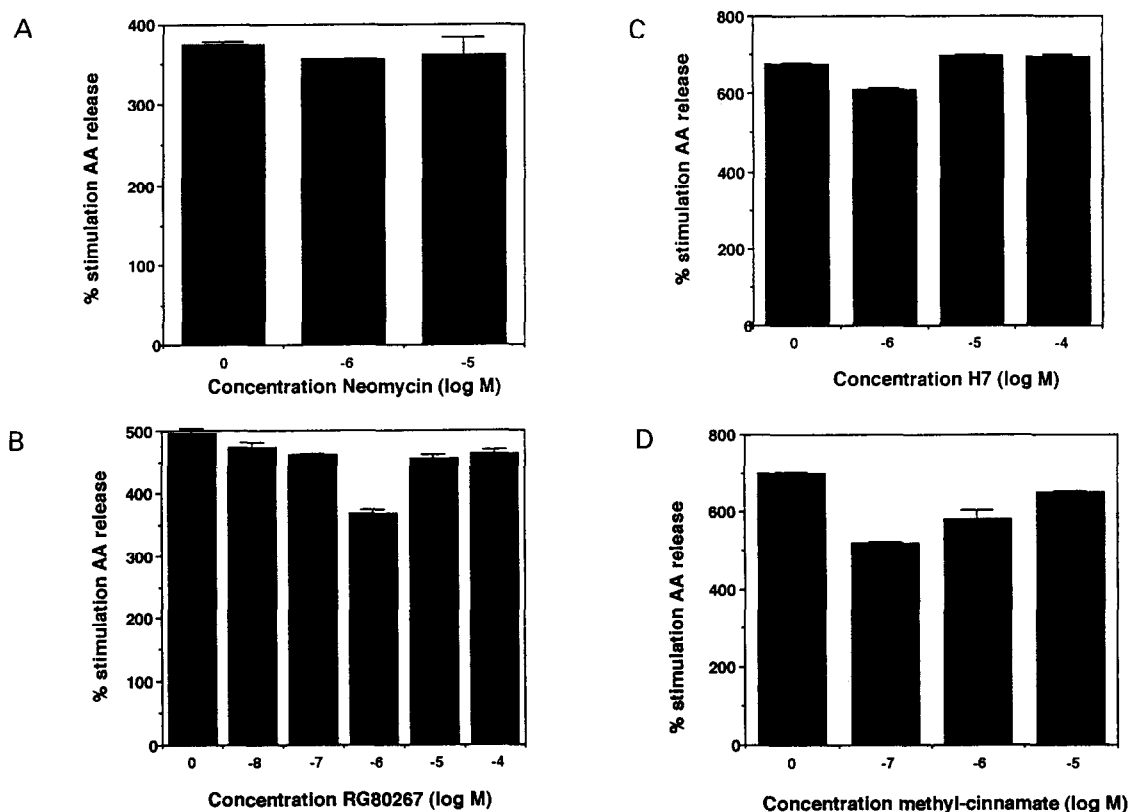 A
400
300
200
100
0
% stimulation AA release
0 -6 -5
Concentration Neomycin (log M)
B
500
400
300
200
100
0
% stimulation AA release
0 -8 -7 -6 -5 -4
Concentration RG80267 (log M)
C
800
600
400
200
0
% stimulation AA release
0 -6 -5 -4
Concentration H7 (log M)
D
800
600
400
200
0
% stimulation AA release
0 -7 -6 -5
Concentration methyl-cinnamate (log M)